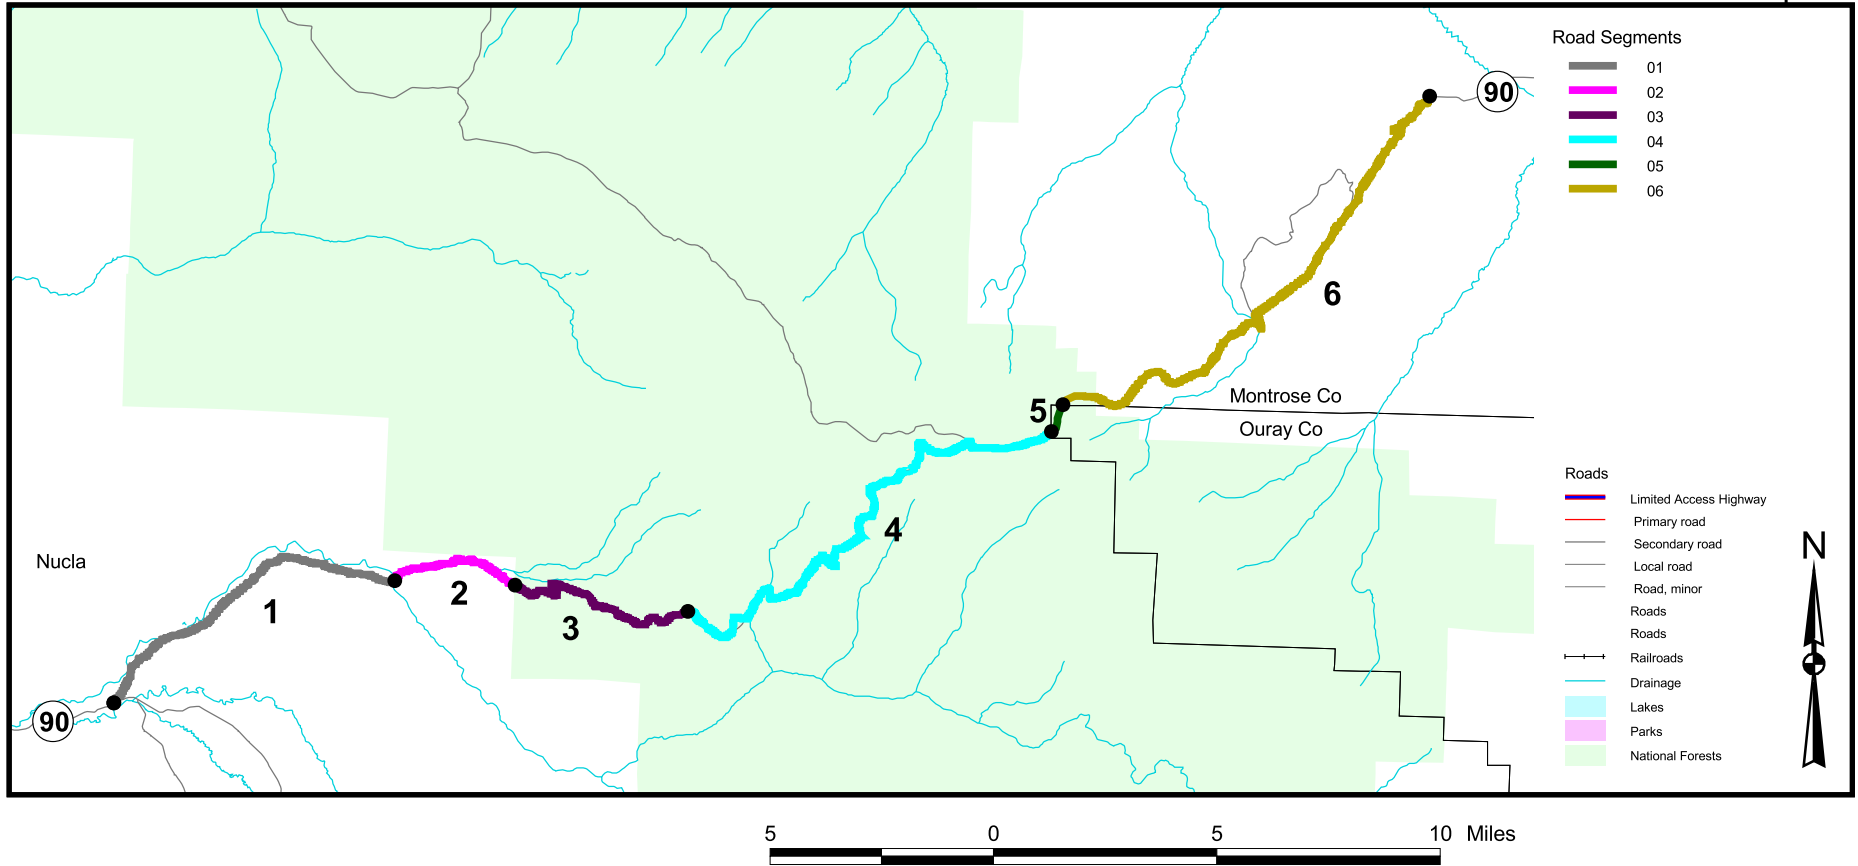 Road Segments
01
02
03
04
05
06
90
6
5
Montrose Co
Ouray Co
4
Nucla
1
2
3
90
Roads
Limited Access Highway
Primary road
Secondary road
Local road
Road, minor
Roads
Roads
Railroads
Drainage
Lakes
Parks
National Forests
N
5 0 5 10 Miles